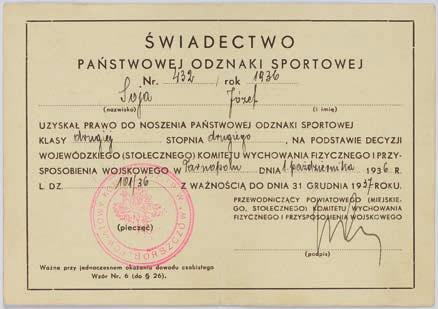 ŚWIADECTWO
PAŃSTWOWEJ ODZNAKI SPORTOWEJ
Nr. 432 / rok 1936
Soja Józef
(nazwisko) (i imię)
UZYSKAŁ PRAWO DO NOSZENIA PAŃSTWOWEJ ODZNAKI SPORTOWEJ
KLASY drugiej STOPNIA drugiego, NA PODSTAWIE DECYZJI
WOJEWÓDZKIEGO (STOŁECZNEGO) KOMITETU WYCHOWANIA FIZYCZNEGO I PRZY-
SPOSOBIENIA WOJSKOWEGO w Tarnopolu DNIA 1 października 1936 R.
L. DZ. 101/36 Z WAŻNOŚCIĄ DO DNIA 31 GRUDNIA 1937 ROKU.
PRZEWODNICZĄCY POWIATOWEGO (MIEJSKIE-
GO, STOŁECZNEGO) KOMITETU WYCHOWANIA
FIZYCZNEGO I PRZYSPOSOBIENIA WOJSKOWEGO
(pieczęć)
(podpis)
Ważne przy jednoczesnem okazaniu dowodu osobistego
Wzór Nr. 6 (do § 26).